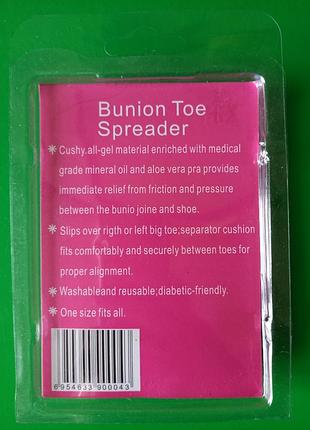 Bunion Toe
Spreader
✳ Cushy.all-gel material enriched with medical
grade mineral oil and aloe vera pra provides
immediate relief from friction and pressure
between the bunio joine and shoe.
✳ Slips over rigth or left big toe;separator cushion
fits comfortably and securely between toes for
proper alignment.
✳ Washableand reusable;diabetic-friendly.
✳ One size fits all.
6 954633 900043